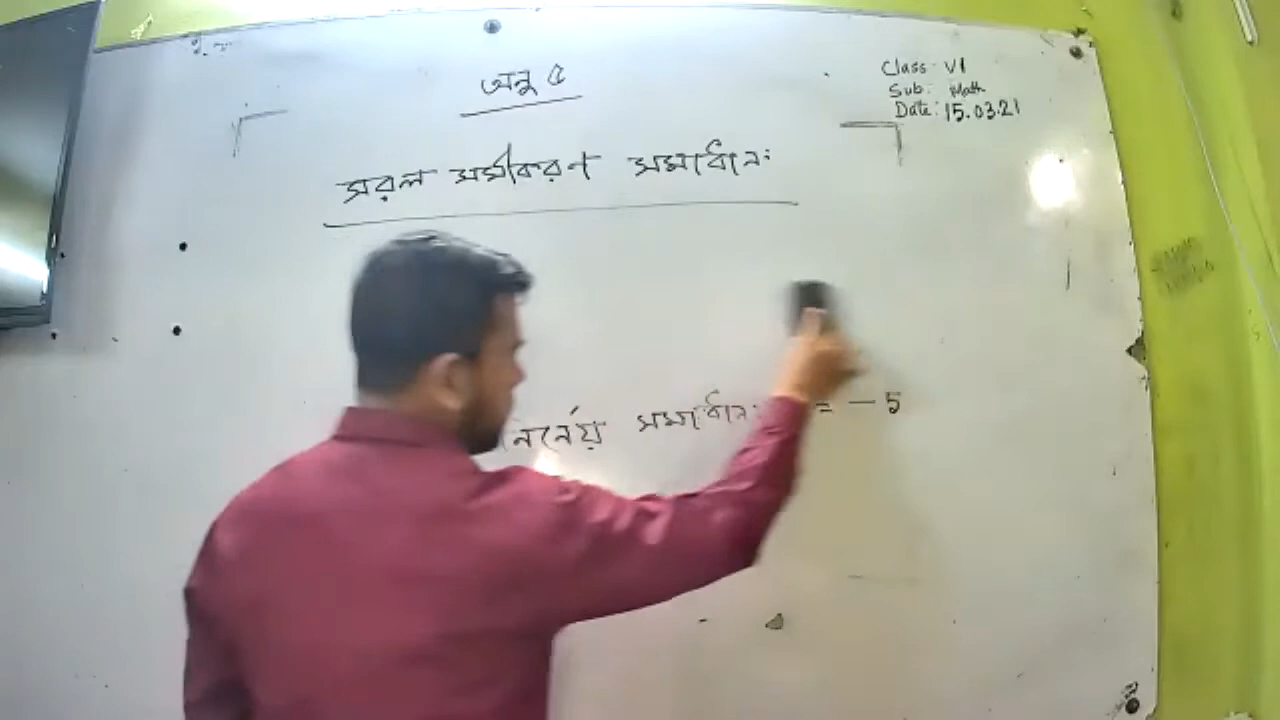 অনু ৫
Class: VI
Sub: Math
Date: 15.03.21
সরল সমীকরণ সমাধান:
নির্নেয় সমাধান: = - 5